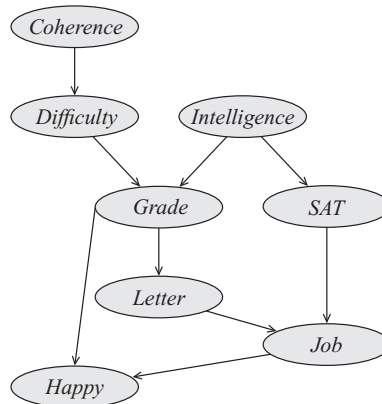 Coherence
Difficulty
Intelligence
Grade
SAT
Letter
Job
Happy